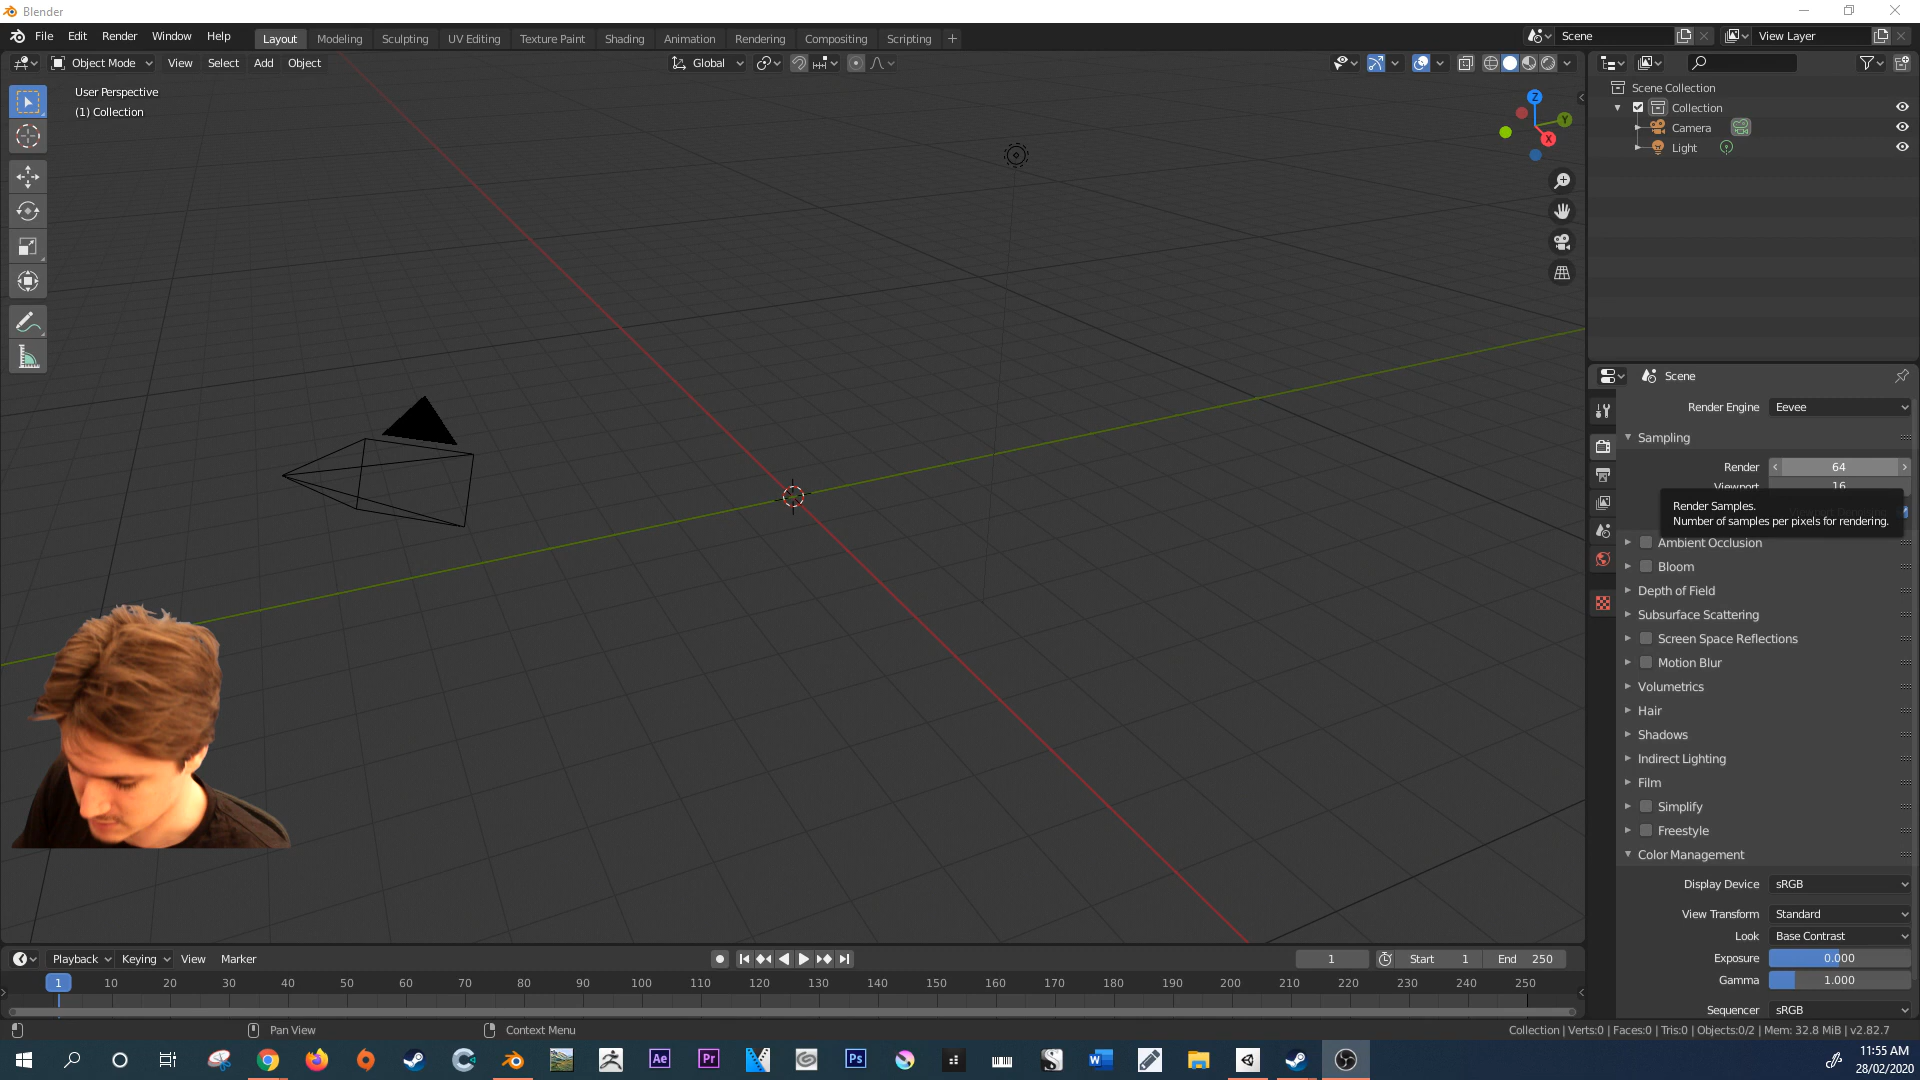 Blender
File Edit Render Window Help
Layout Modeling Sculpting UV Editing Texture Paint Shading Animation Rendering Compositing Scripting +
Scene
View Layer
Object Mode View Select Add Object
Global
User Perspective
(1) Collection
Z
Y
X
Scene Collection
Collection
Camera
Light
Scene
Render Engine Eevee
Sampling
Render 64
Viewport 16
Render Samples.
Number of samples per pixels for rendering.
Ambient Occlusion
Bloom
Depth of Field
Subsurface Scattering
Screen Space Reflections
Motion Blur
Volumetrics
Hair
Shadows
Indirect Lighting
Film
Simplify
Freestyle
Color Management
Display Device sRGB
View Transform Standard
Look Base Contrast
Exposure 0.000
Gamma 1.000
Sequencer sRGB
Playback Keying View Marker
1 Start 1 End 250
1 10 20 30 40 50 60 70 80 90 100 110 120 130 140 150 160 170 180 190 200 210 220 230 240 250
Pan View
Context Menu
Collection | Verts:0 | Faces:0 | Tris:0 | Objects:0/2 | Mem: 32.8 MiB | v2.82.7
Ae
Pr
Ps
W
11:55 AM
28/02/2020